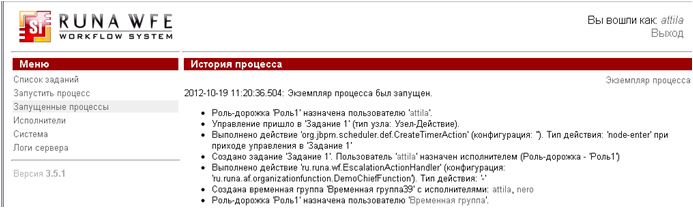 RUNA WFE
WORKFLOW SYSTEM
Вы вошли как: attila
Выход
Меню
Список заданий
Запустить процесс
Запущенные процессы
Исполнители
Система
Логи сервера
Версия 3.5.1
История процесса
Экземпляр процесса
2012-10-19 11:20:36.504: Экземпляр процесса был запущен.
• Роль-дорожка 'Роль1' назначена пользователю 'attila'.
• Управление пришло в 'Задание 1' (тип узла: Узел-Действие).
• Выполнено действие 'org.jbpm.scheduler.def.CreateTimerAction' (конфигурация: ''). Тип действия: 'node-enter' при
приходе управления в 'Задание 1'
• Создано задание 'Задание 1'. Пользователь 'attila' назначен исполнителем (Роль-дорожка - 'Роль1')
• Выполнено действие 'ru.runa.wf.EscalationActionHandler' (конфигурация:
'ru.runa.af.organizationfunction.DemoChiefFunction'). Тип действия: '-'
• Создана временная группа 'Временная группа39' с исполнителями: attila, nero
• Роль-дорожка 'Роль1' назначена пользователю 'Временная группа'.